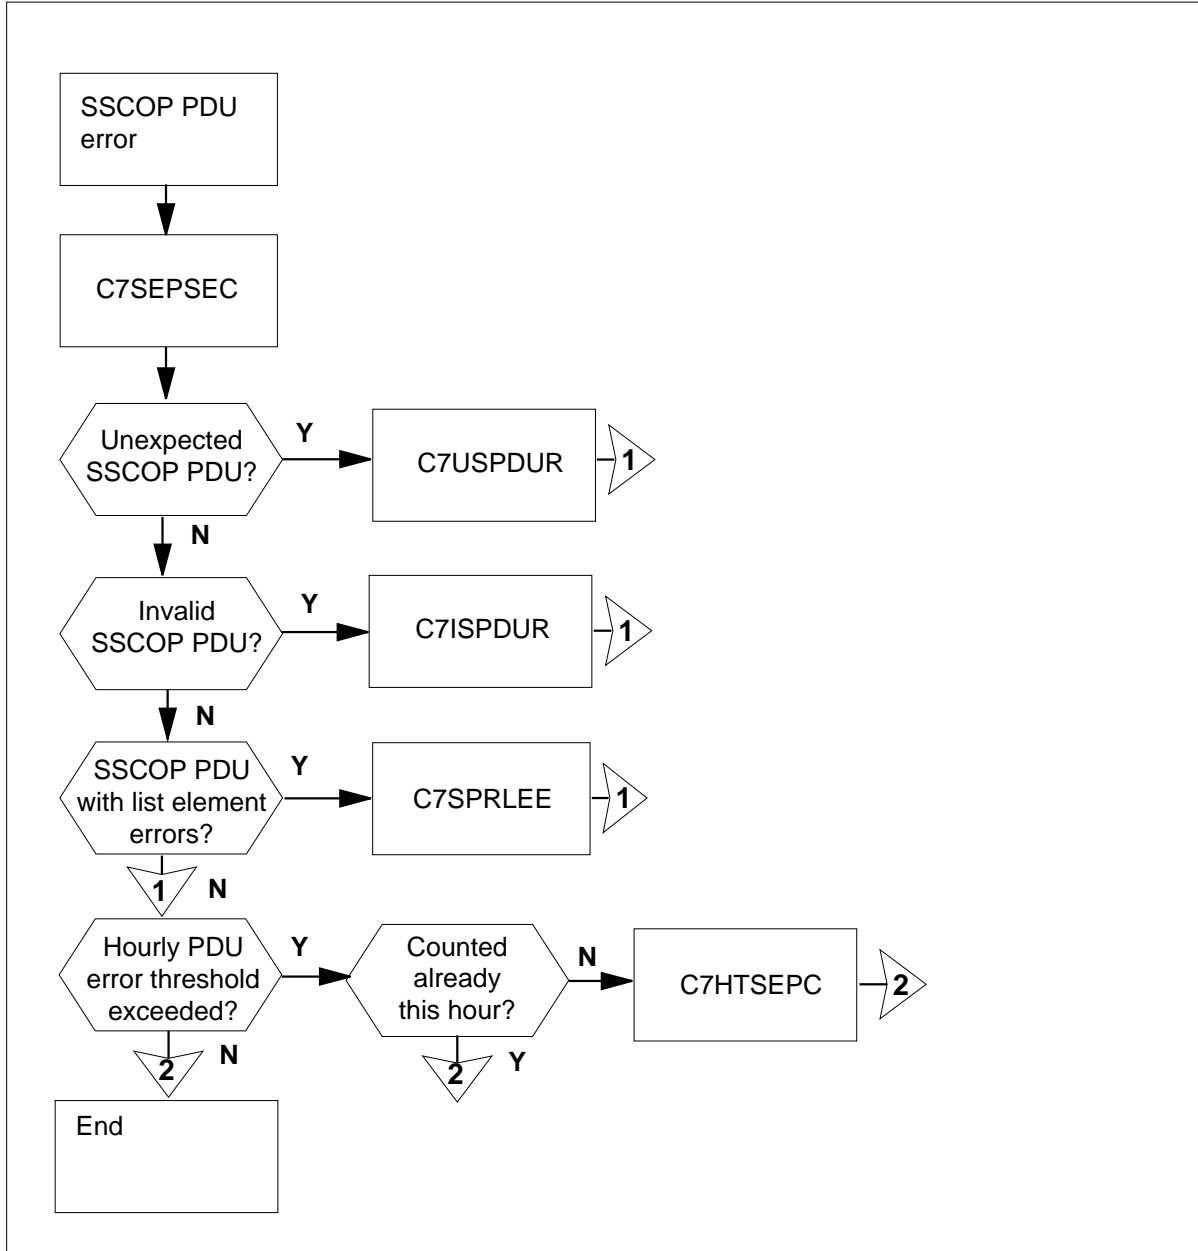 SSCOP PDU
error
C7SEPSEC
Unexpected
SSCOP PDU?
Y
C7USPDUR
1
N
Invalid
SSCOP PDU?
Y
C7ISPDUR
1
N
SSCOP PDU
with list element
errors?
Y
C7SPRLEE
1
1
N
Hourly PDU
error threshold
exceeded?
Y
Counted
already
this hour?
N
C7HTSEPC
2
2
N
2
Y
End